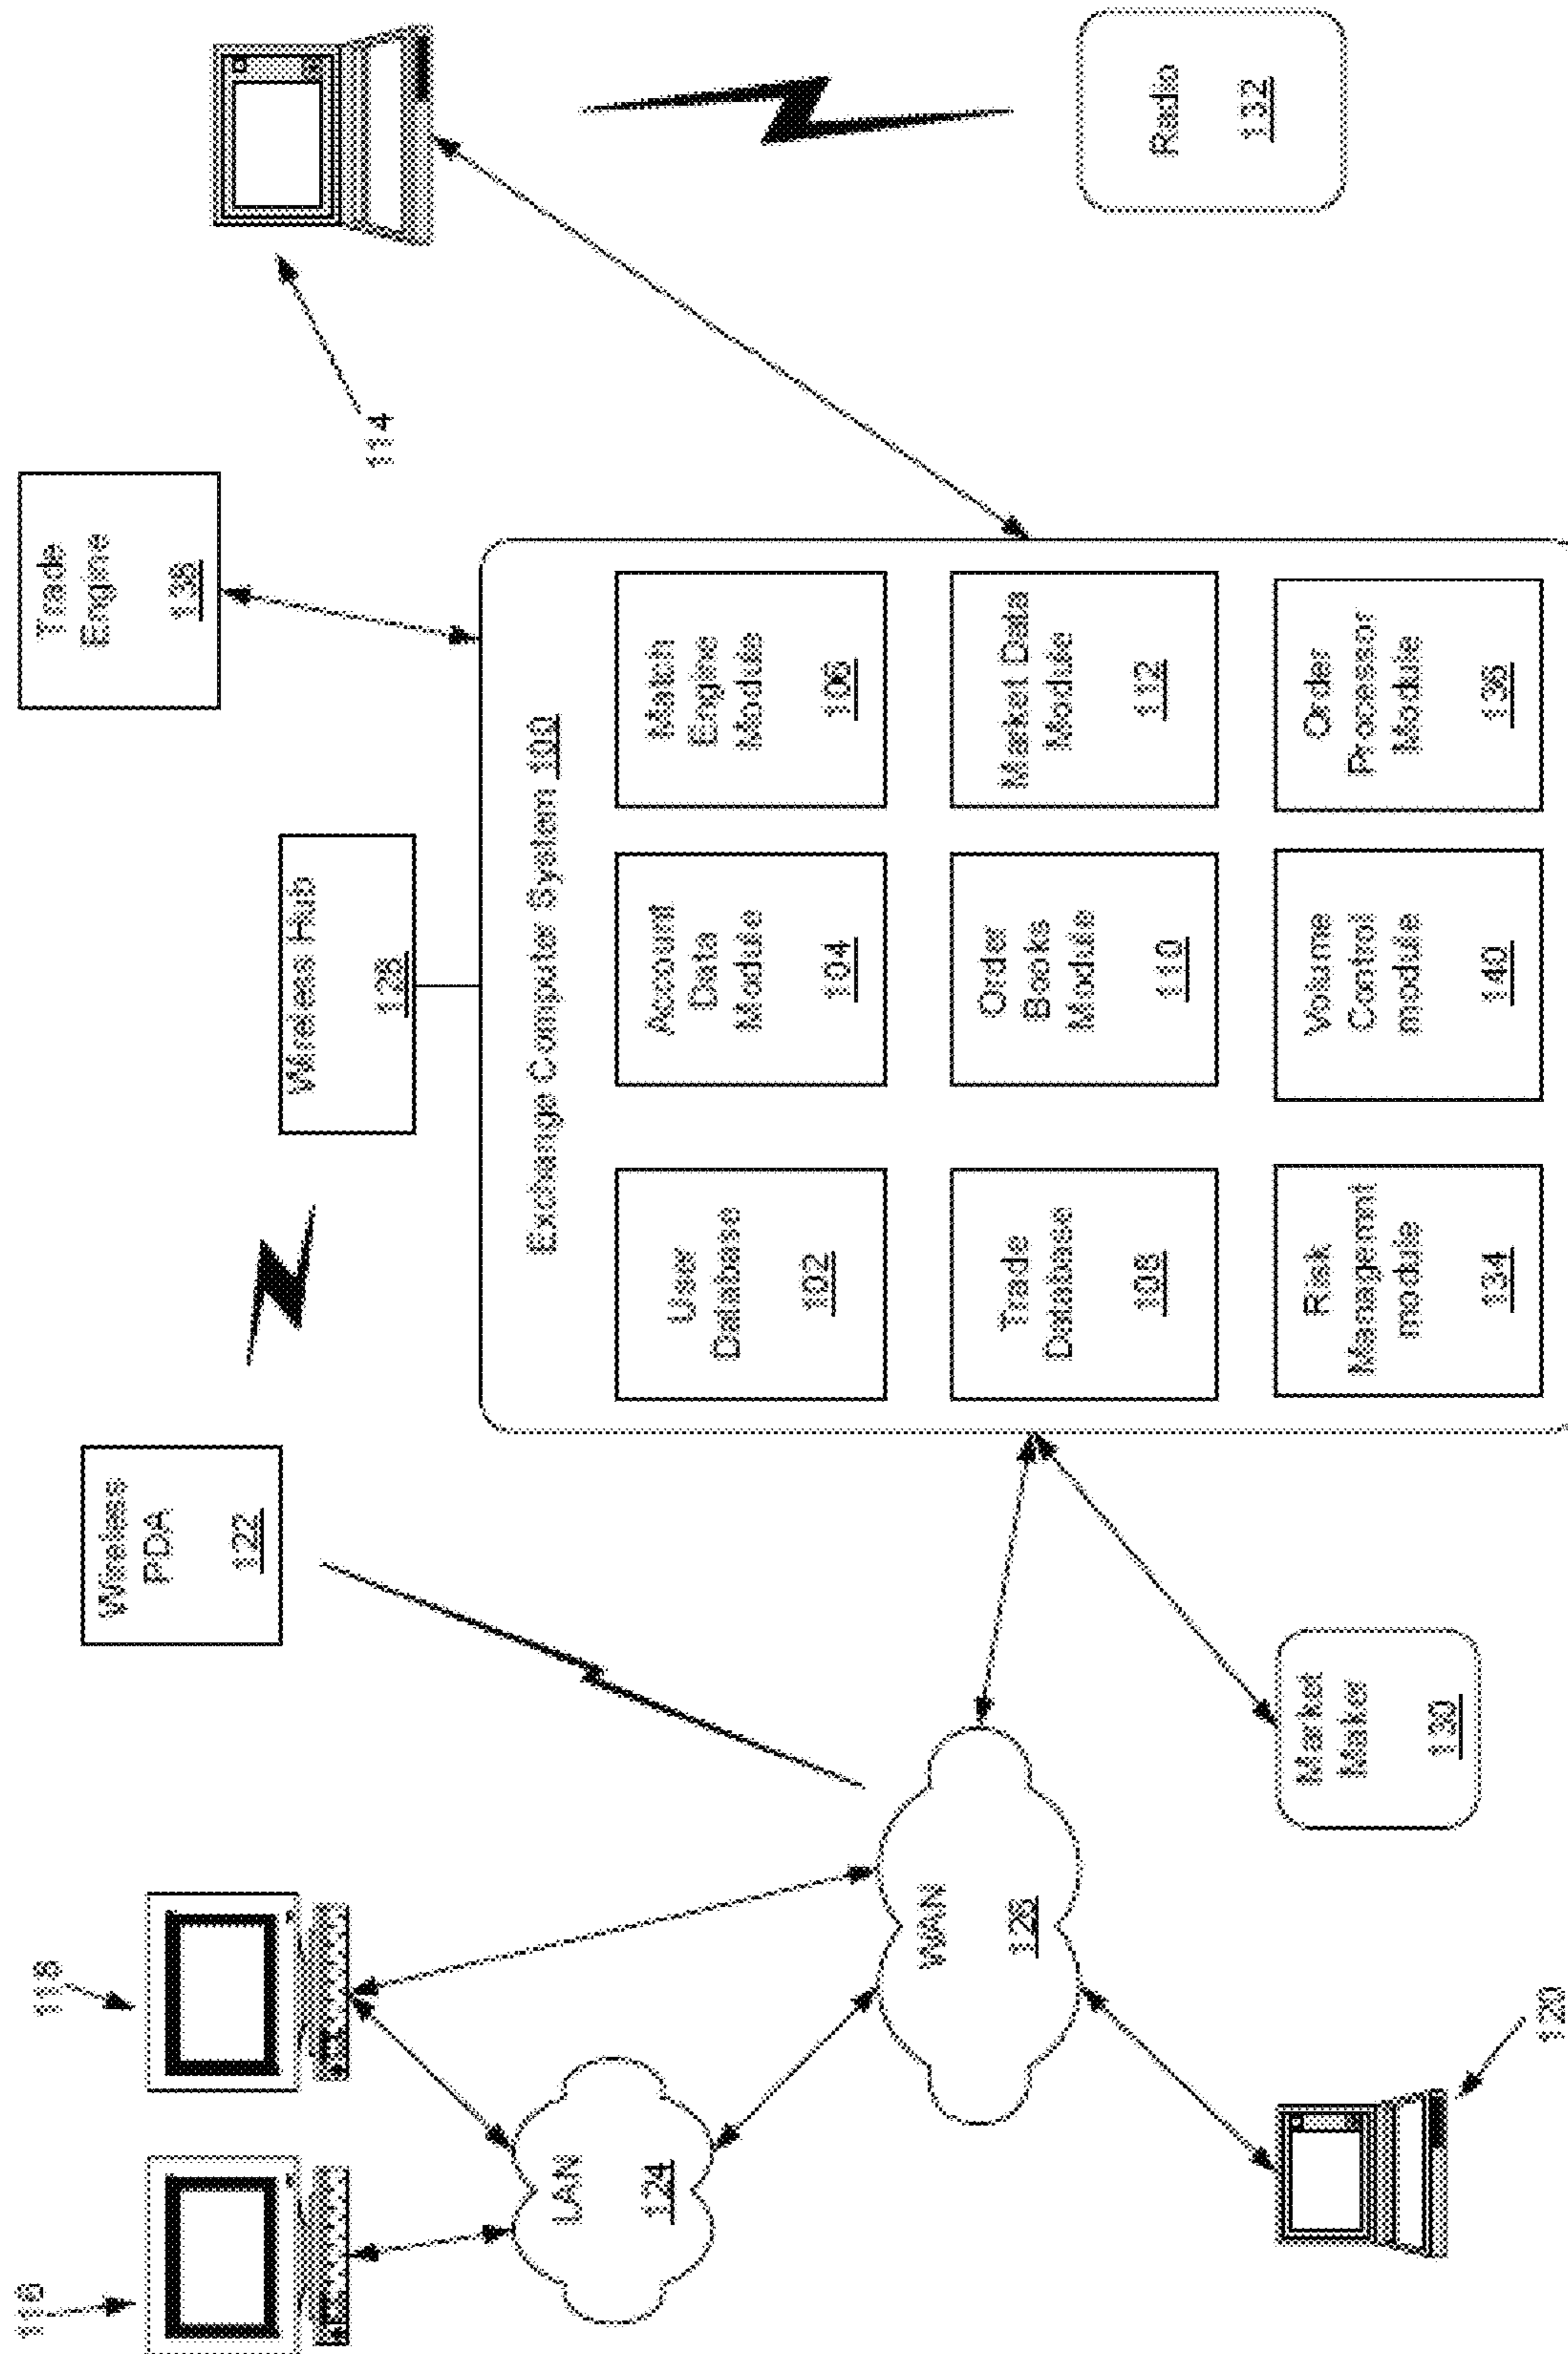 116
118
Wireless
PDA
122
Wireless Hub
128
Trade
Engine
138
114
Exchange Computer System 100
User
Database
102
Account
Data
Module
104
Match
Engine
Module
106
LAN
124
WAN
126
Trade
Database
108
Order
Books
Module
110
Market Data
Module
112
Radio
132
Risk
Managemnt
module
134
Volume
Control
module
140
Order
Processor
Module
136
Market
Maker
130
120